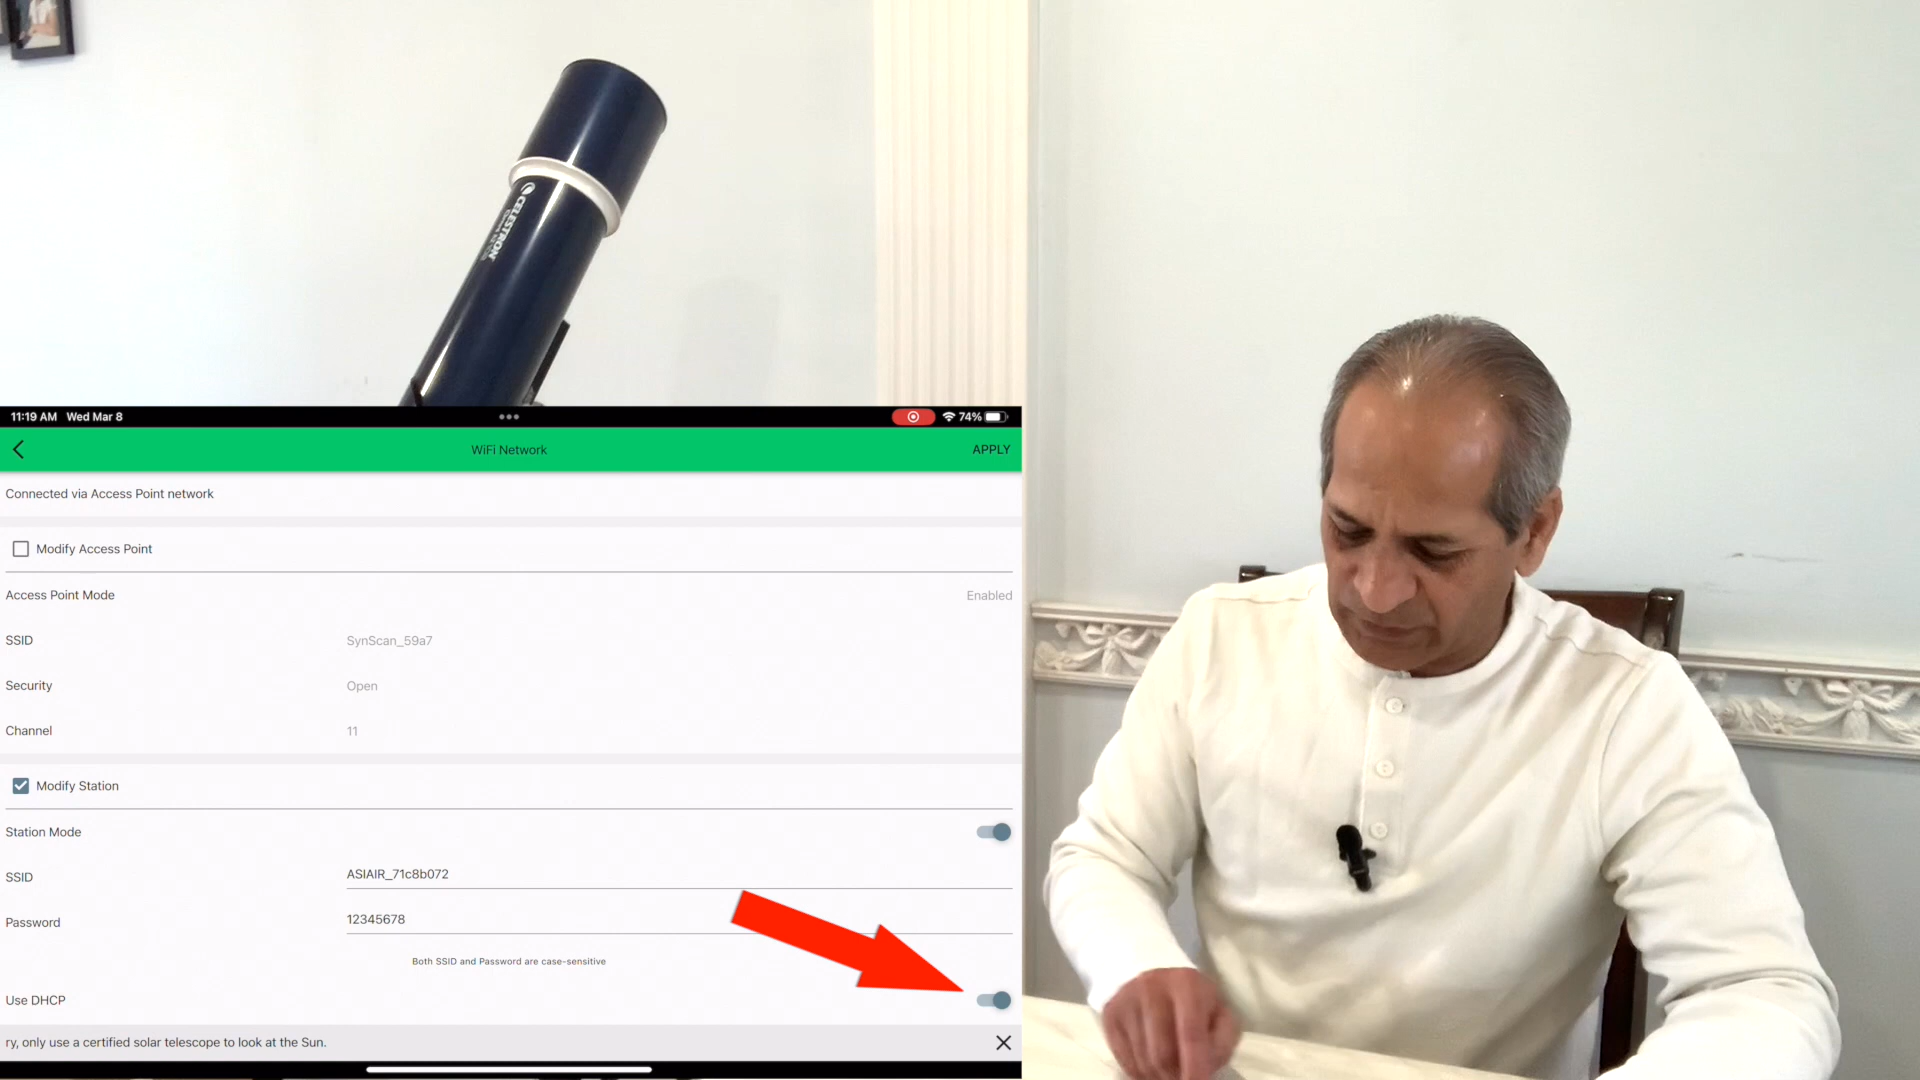 CELESTRON
11:19 AM Wed Mar 8
74%
WiFi Network
APPLY
Connected via Access Point network
Modify Access Point
Access Point Mode
Enabled
SSID
SynScan_59a7
Security
Open
Channel
11
Modify Station
Station Mode
SSID
ASIAIR_71c8b072
Password
12345678
Both SSID and Password are case-sensitive
Use DHCP
ry, only use a certified solar telescope to look at the Sun.